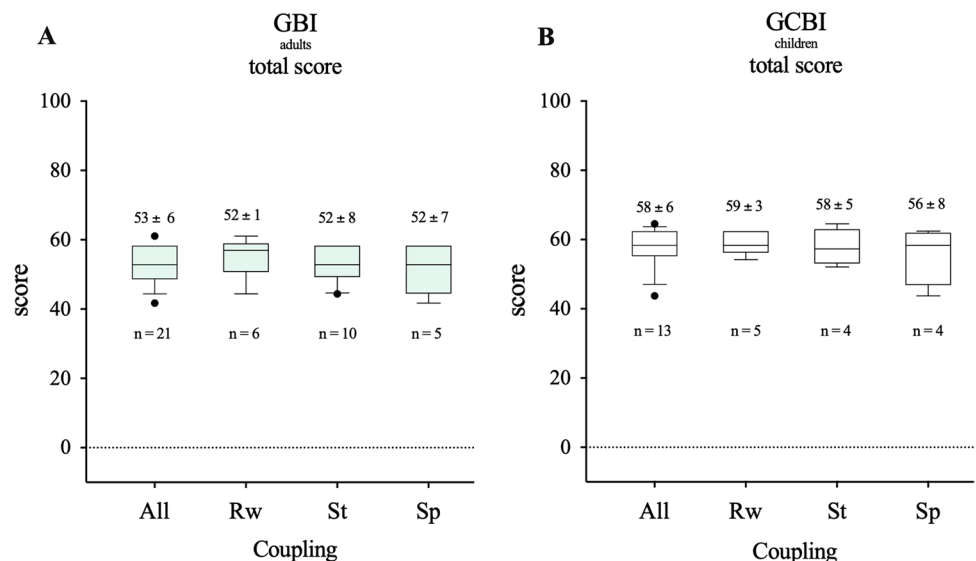 A
GBI
adults
total score
100
80
60
40
20
0
score
53 ± 6
52 ± 1
52 ± 8
52 ± 7
n = 21
n = 6
n = 10
n = 5
All
Rw
St
Sp
Coupling
B
GCBI
children
total score
100
80
60
40
20
0
score
58 ± 6
59 ± 3
58 ± 5
56 ± 8
n = 13
n = 5
n = 4
n = 4
All
Rw
St
Sp
Coupling